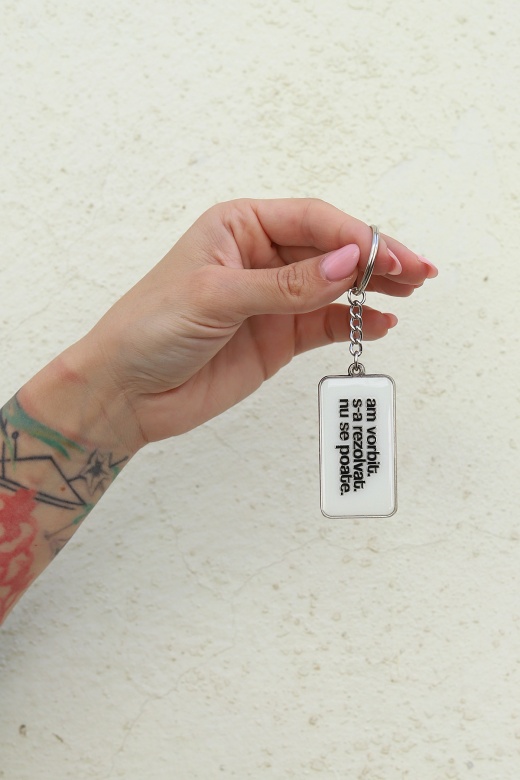 am vorbit.
s-a rezolvat.
nu se poate.